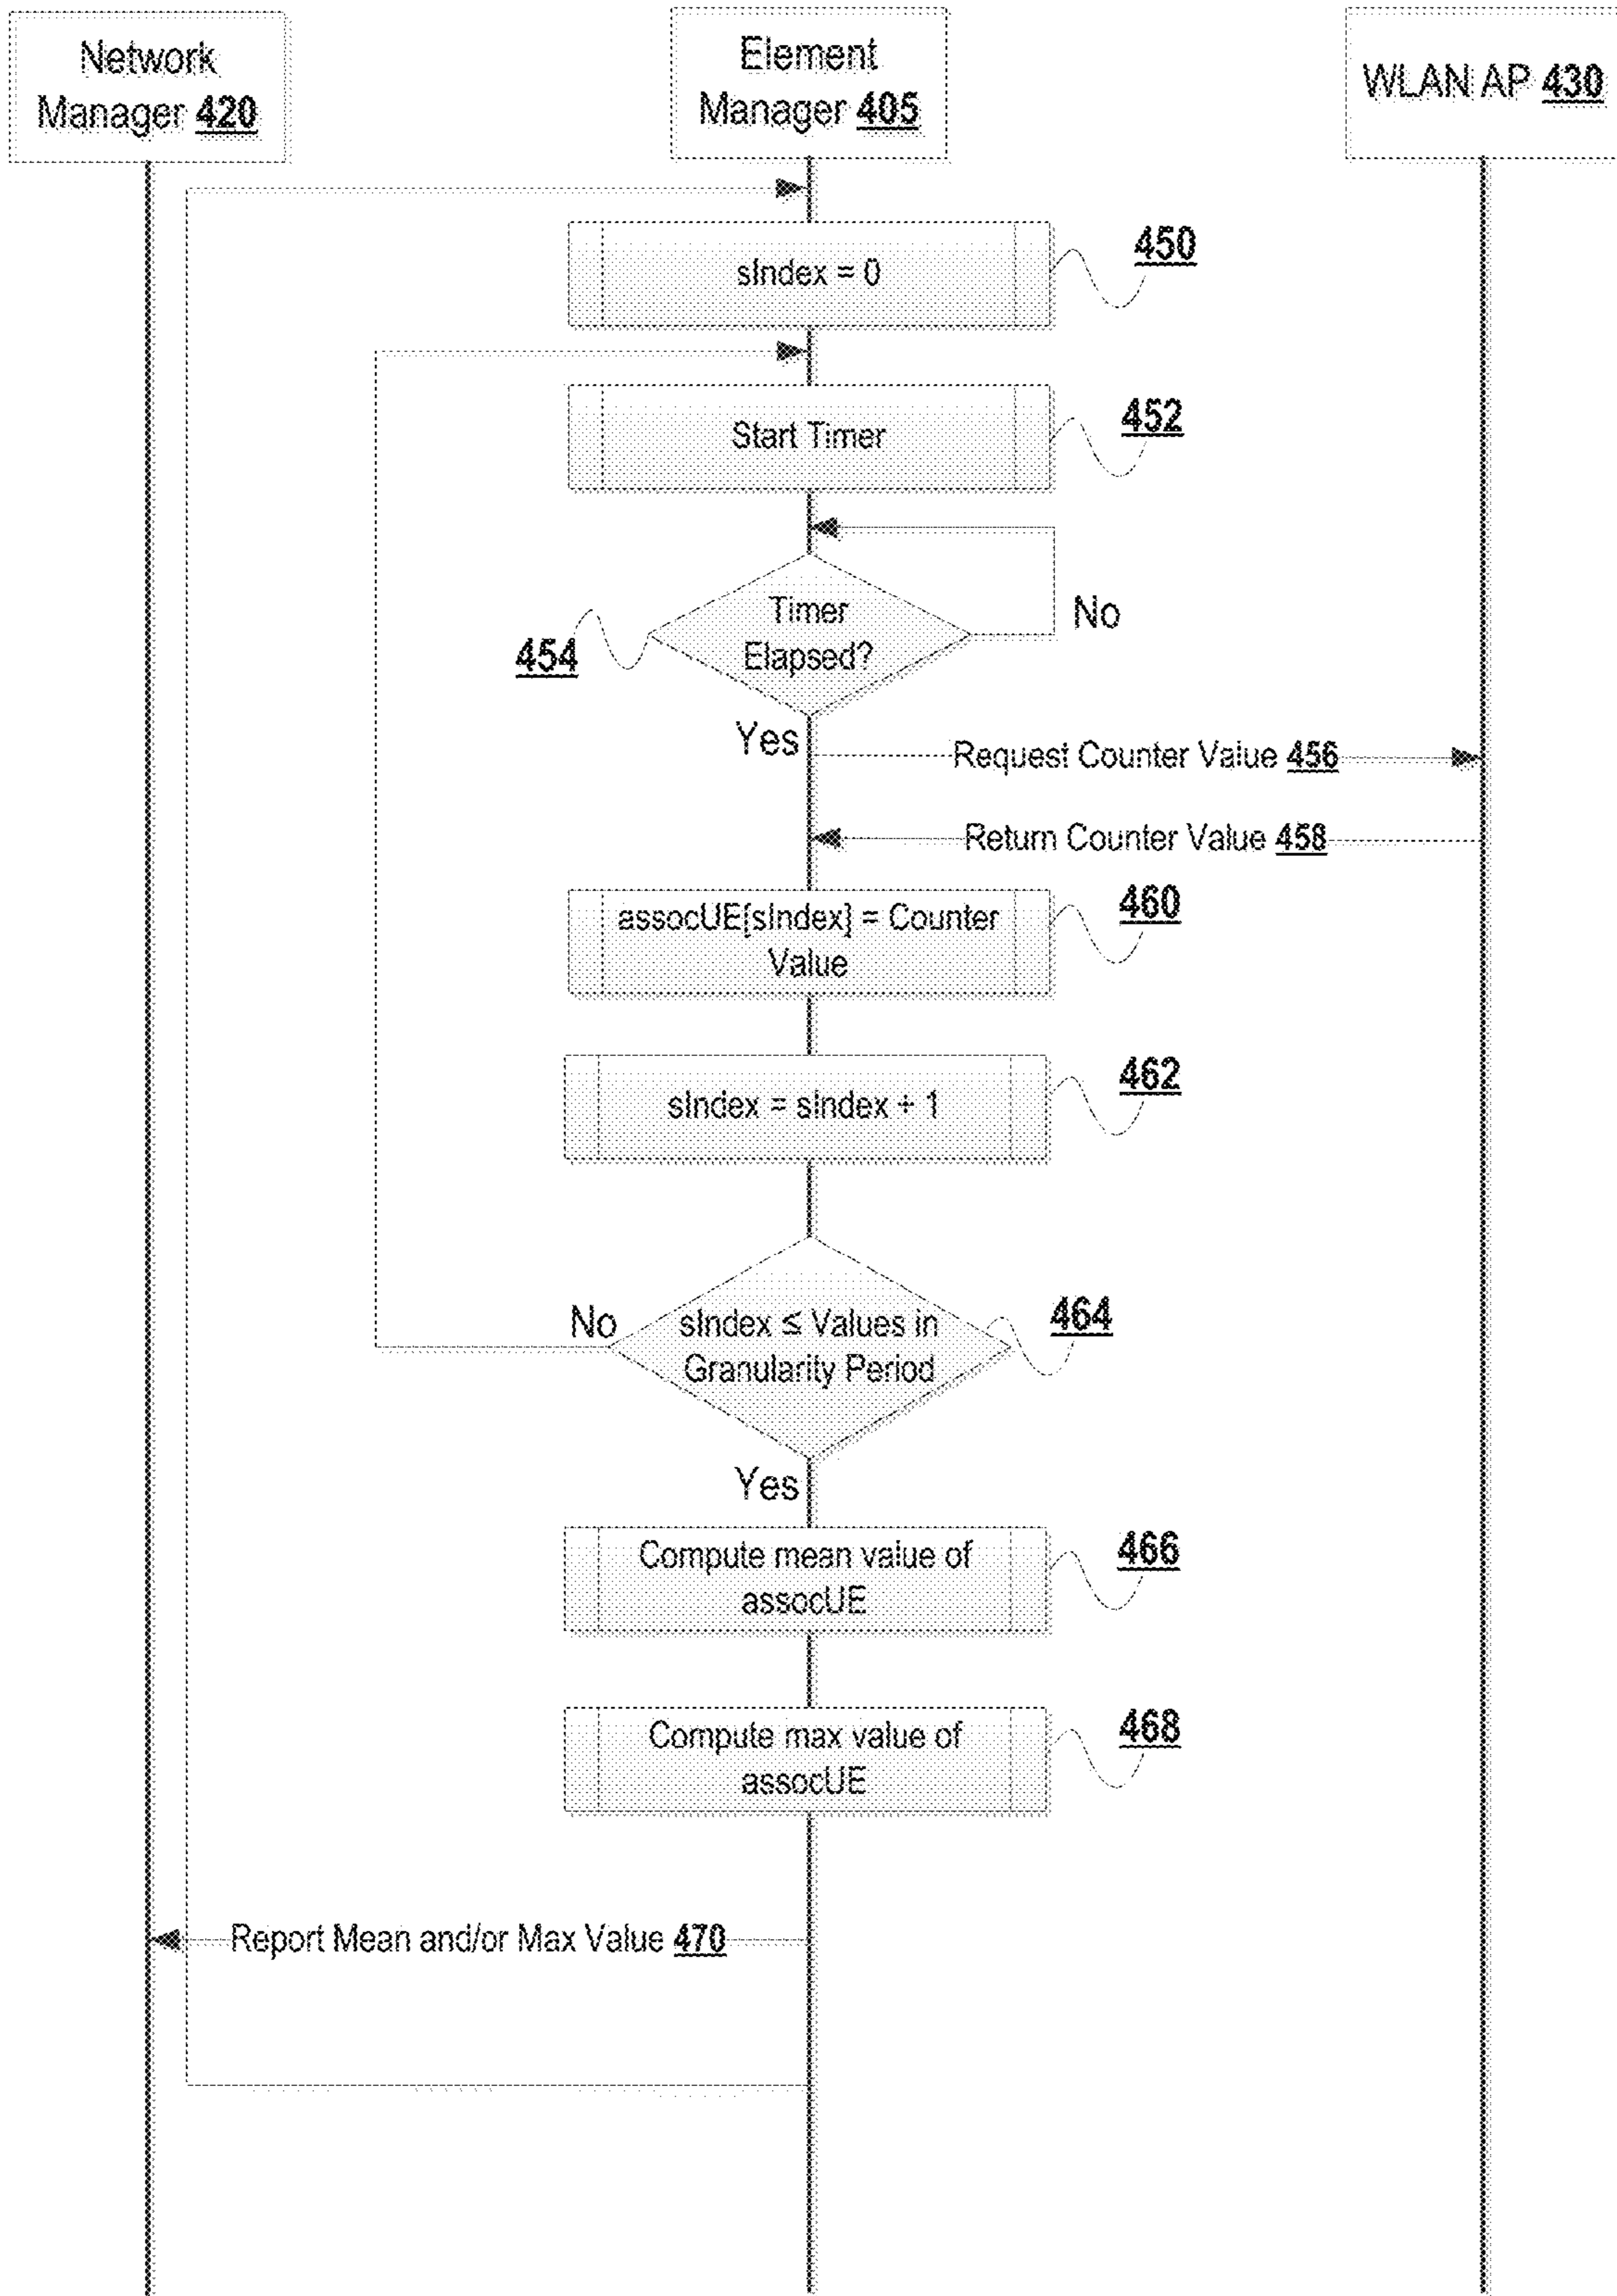 Network
Manager 420
Element
Manager 405
WLAN AP 430
sIndex = 0
450
Start Timer
452
Timer
Elapsed?
454
No
Yes
Request Counter Value 456
Return Counter Value 458
assocUE[sIndex] = Counter
Value
460
sIndex = sIndex + 1
462
No
sIndex ≤ Values in
Granularity Period
464
Yes
Compute mean value of
assocUE
466
Compute max value of
assocUE
468
Report Mean and/or Max Value 470